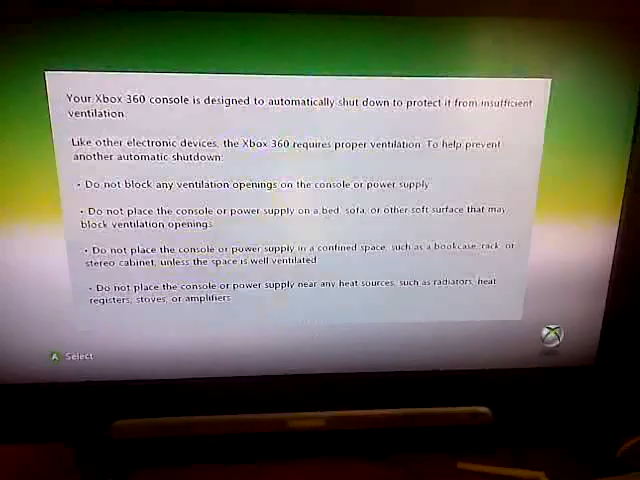 Your Xbox 360 console is designed to automatically shut down to protect it from insufficient
ventilation.
Like other electronic devices, the Xbox 360 requires proper ventilation. To help prevent
another automatic shutdown:
• Do not block any ventilation openings on the console or power supply.
• Do not place the console or power supply on a bed, sofa, or other soft surface that may
block ventilation openings.
• Do not place the console or power supply in a confined space, such as a bookcase, rack, or
stereo cabinet, unless the space is well ventilated.
• Do not place the console or power supply near any heat sources, such as radiators, heat
registers, stoves, or amplifiers.
A Select